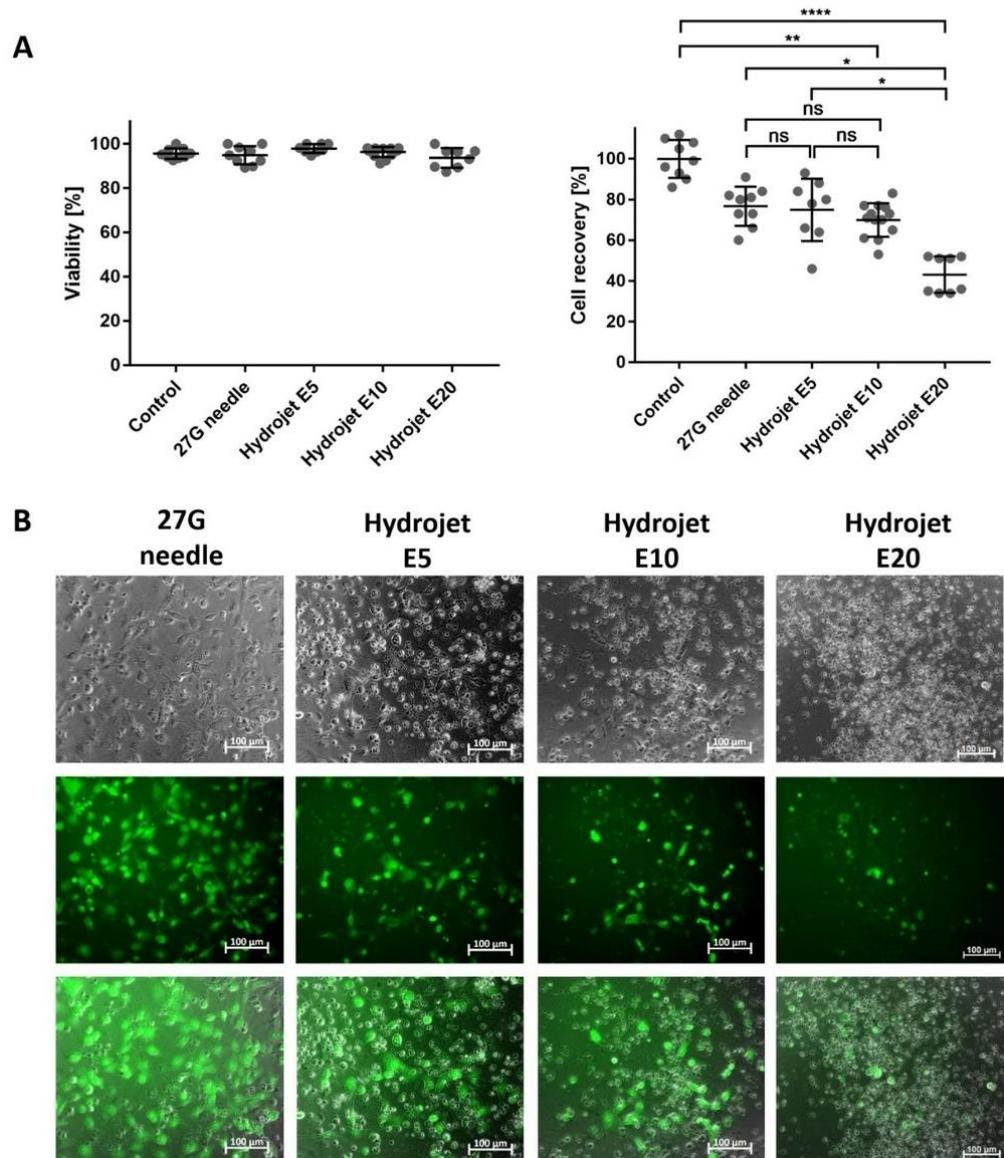 A
Viability [%]
100
80
60
40
20
0
Control
27G needle
Hydrojet E5
Hydrojet E10
Hydrojet E20
****
**
*
*
ns
ns
ns
Cell recovery [%]
100
80
60
40
20
0
Control
27G needle
Hydrojet E5
Hydrojet E10
Hydrojet E20
B
27G
needle
Hydrojet
E5
Hydrojet
E10
Hydrojet
E20
100 µm
100 µm
100 µm
100 µm
100 µm
100 µm
100 µm
100 µm
100 µm
100 µm
100 µm
100 µm